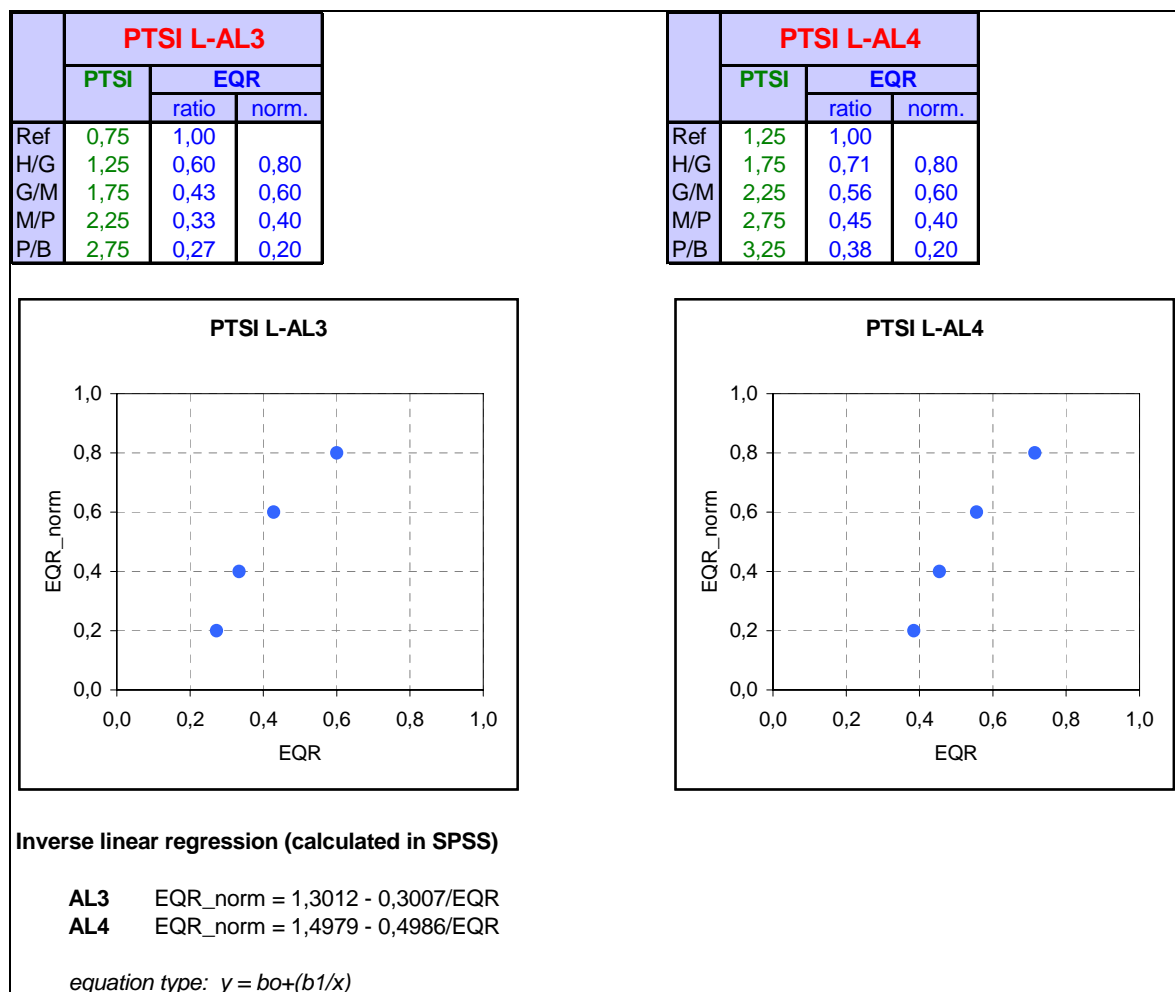 PTSI L-AL3
PTSI EQR
ratio norm.
Ref 0,75 1,00
H/G 1,25 0,60 0,80
G/M 1,75 0,43 0,60
M/P 2,25 0,33 0,40
P/B 2,75 0,27 0,20
PTSI L-AL4
PTSI EQR
ratio norm.
Ref 1,25 1,00
H/G 1,75 0,71 0,80
G/M 2,25 0,56 0,60
M/P 2,75 0,45 0,40
P/B 3,25 0,38 0,20
PTSI L-AL3
1,0
0,8
0,6
0,4
0,2
0,0
EQR_norm
0,0 0,2 0,4 0,6 0,8 1,0
EQR
PTSI L-AL4
1,0
0,8
0,6
0,4
0,2
0,0
EQR_norm
0,0 0,2 0,4 0,6 0,8 1,0
EQR
Inverse linear regression (calculated in SPSS)
AL3 EQR_norm = 1,3012 - 0,3007/EQR
AL4 EQR_norm = 1,4979 - 0,4986/EQR
equation type: y = bo+(b1/x)